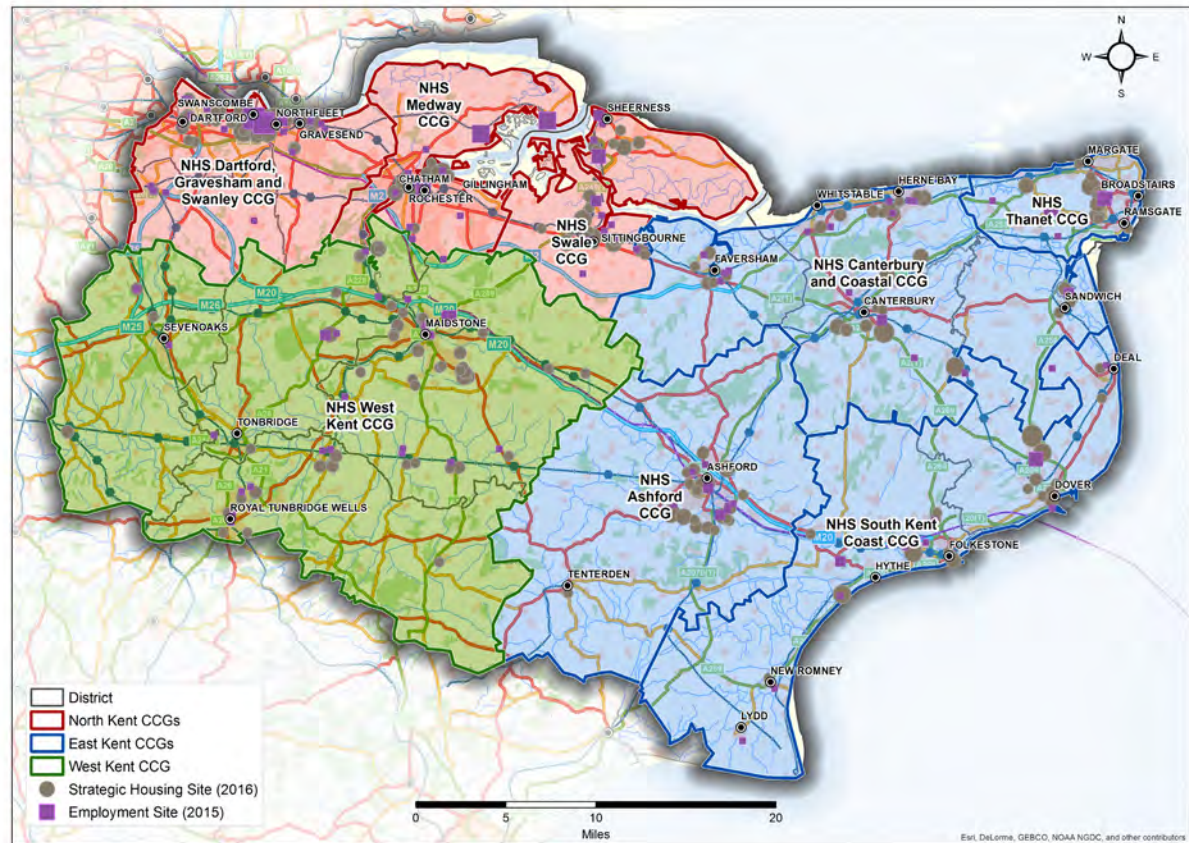 N
W E
S
SWANSCOMBE
DARTFORD
NORTHFLEET
GRAVESEND
NHS
Medway
CCG
SHEERNESS
NHS Dartford,
Gravesham and
Swanley CCG
M2
CHATHAM
ROCHESTER
GILLINGHAM
NHS
Swale
CCG
SITTINGBOURNE
MARGATE
BROADSTAIRS
RAMSGATE
NHS
Thanet CCG
HERNE BAY
WHITSTABLE
FAVERSHAM
NHS Canterbury
and Coastal CCG
CANTERBURY
SANDWICH
DEAL
M20
M26
M25
SEVENOAKS
MAIDSTONE
M20
M20
NHS West
Kent CCG
TONBRIDGE
A21
ROYAL TUNBRIDGE WELLS
NHS
Ashford
CCG
ASHFORD
DOVER
NHS South Kent
Coast CCG
M20
FOLKESTONE
HYTHE
TENTERDEN
NEW ROMNEY
LYDD
District
North Kent CCGs
East Kent CCGs
West Kent CCG
Strategic Housing Site (2016)
Employment Site (2015)
0 5 10 20
Miles
Esri, DeLorme, GEBCO, NOAA NGDC, and other contributors